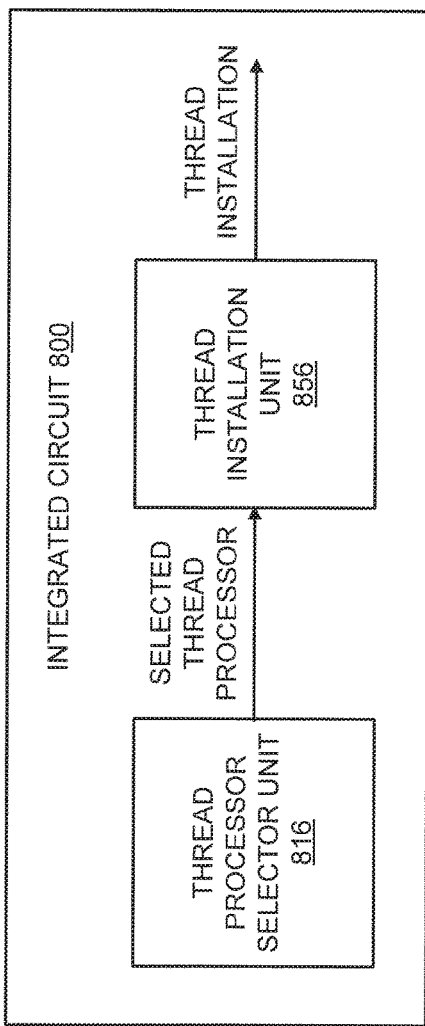 INTEGRATED CIRCUIT 800
THREAD
PROCESSOR
SELECTOR UNIT
816
SELECTED
THREAD
PROCESSOR
THREAD
INSTALLATION
UNIT
856
THREAD
INSTALLATION